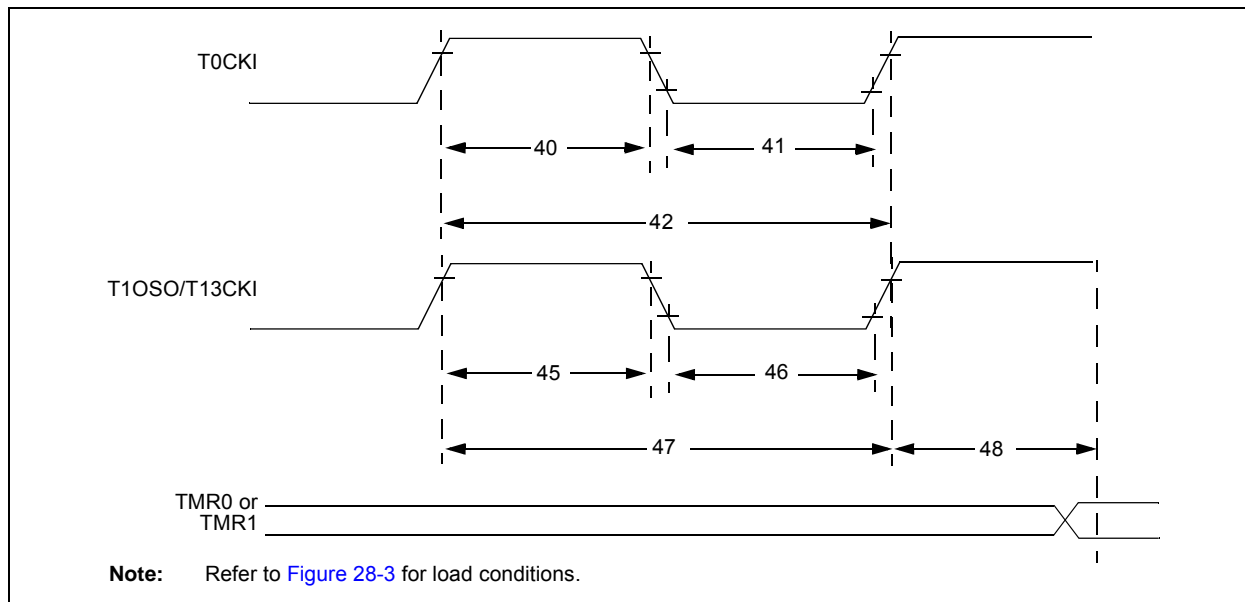 T0CKI
40
41
42
T1OSO/T13CKI
45
46
47
48
TMR0 or
TMR1
Note: Refer to Figure 28-3 for load conditions.